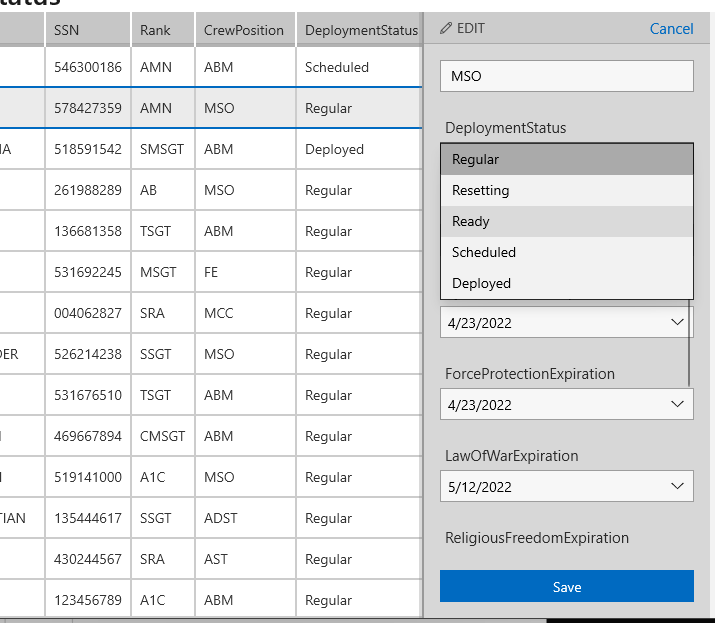 SSN Rank CrewPosition DeploymentStatus
546300186 AMN ABM Scheduled
578427359 AMN MSO Regular
A 518591542 SMSGT ABM Deployed
261988289 AB MSO Regular
136681358 TSGT ABM Regular
531692245 MSGT FE Regular
004062827 SRA MCC Regular
ER 526214238 SSGT MSO Regular
531676510 TSGT ABM Regular
469667894 CMSGT ABM Regular
519141000 A1C MSO Regular
TIAN 135444617 SSGT ADST Regular
430244567 SRA AST Regular
123456789 A1C ABM Regular
EDIT Cancel
MSO
DeploymentStatus
Regular
Resetting
Ready
Scheduled
Deployed
4/23/2022
ForceProtectionExpiration
4/23/2022
LawOfWarExpiration
5/12/2022
ReligiousFreedomExpiration
Save